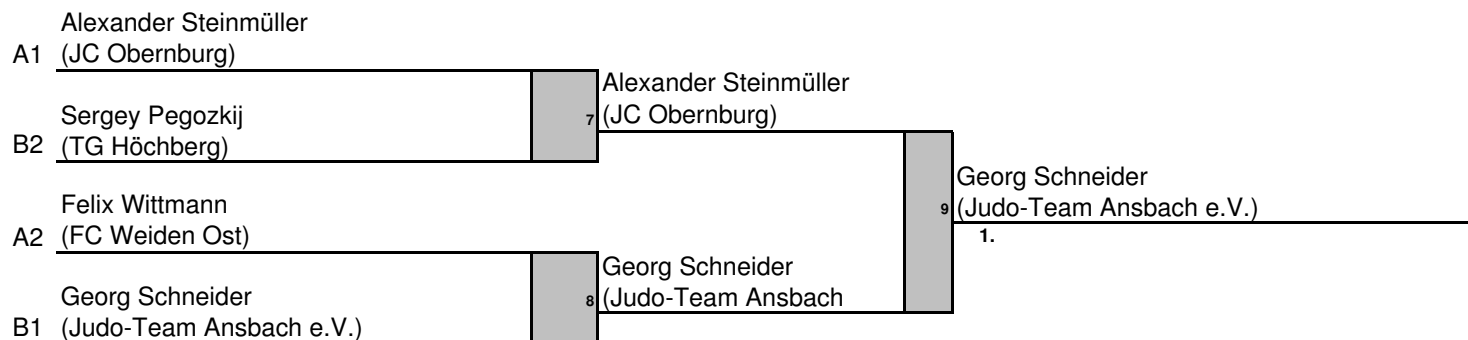 Alexander Steinmüller
A1 (JC Obernburg)
Alexander Steinmüller
Sergey Pegozkij
7 (JC Obernburg)
B2 (TG Höchberg)
Georg Schneider
Felix Wittmann
9 (Judo-Team Ansbach e.V.)
A2 (FC Weiden Ost)
1.
Georg Schneider
Georg Schneider
8 (Judo-Team Ansbach
B1 (Judo-Team Ansbach e.V.)